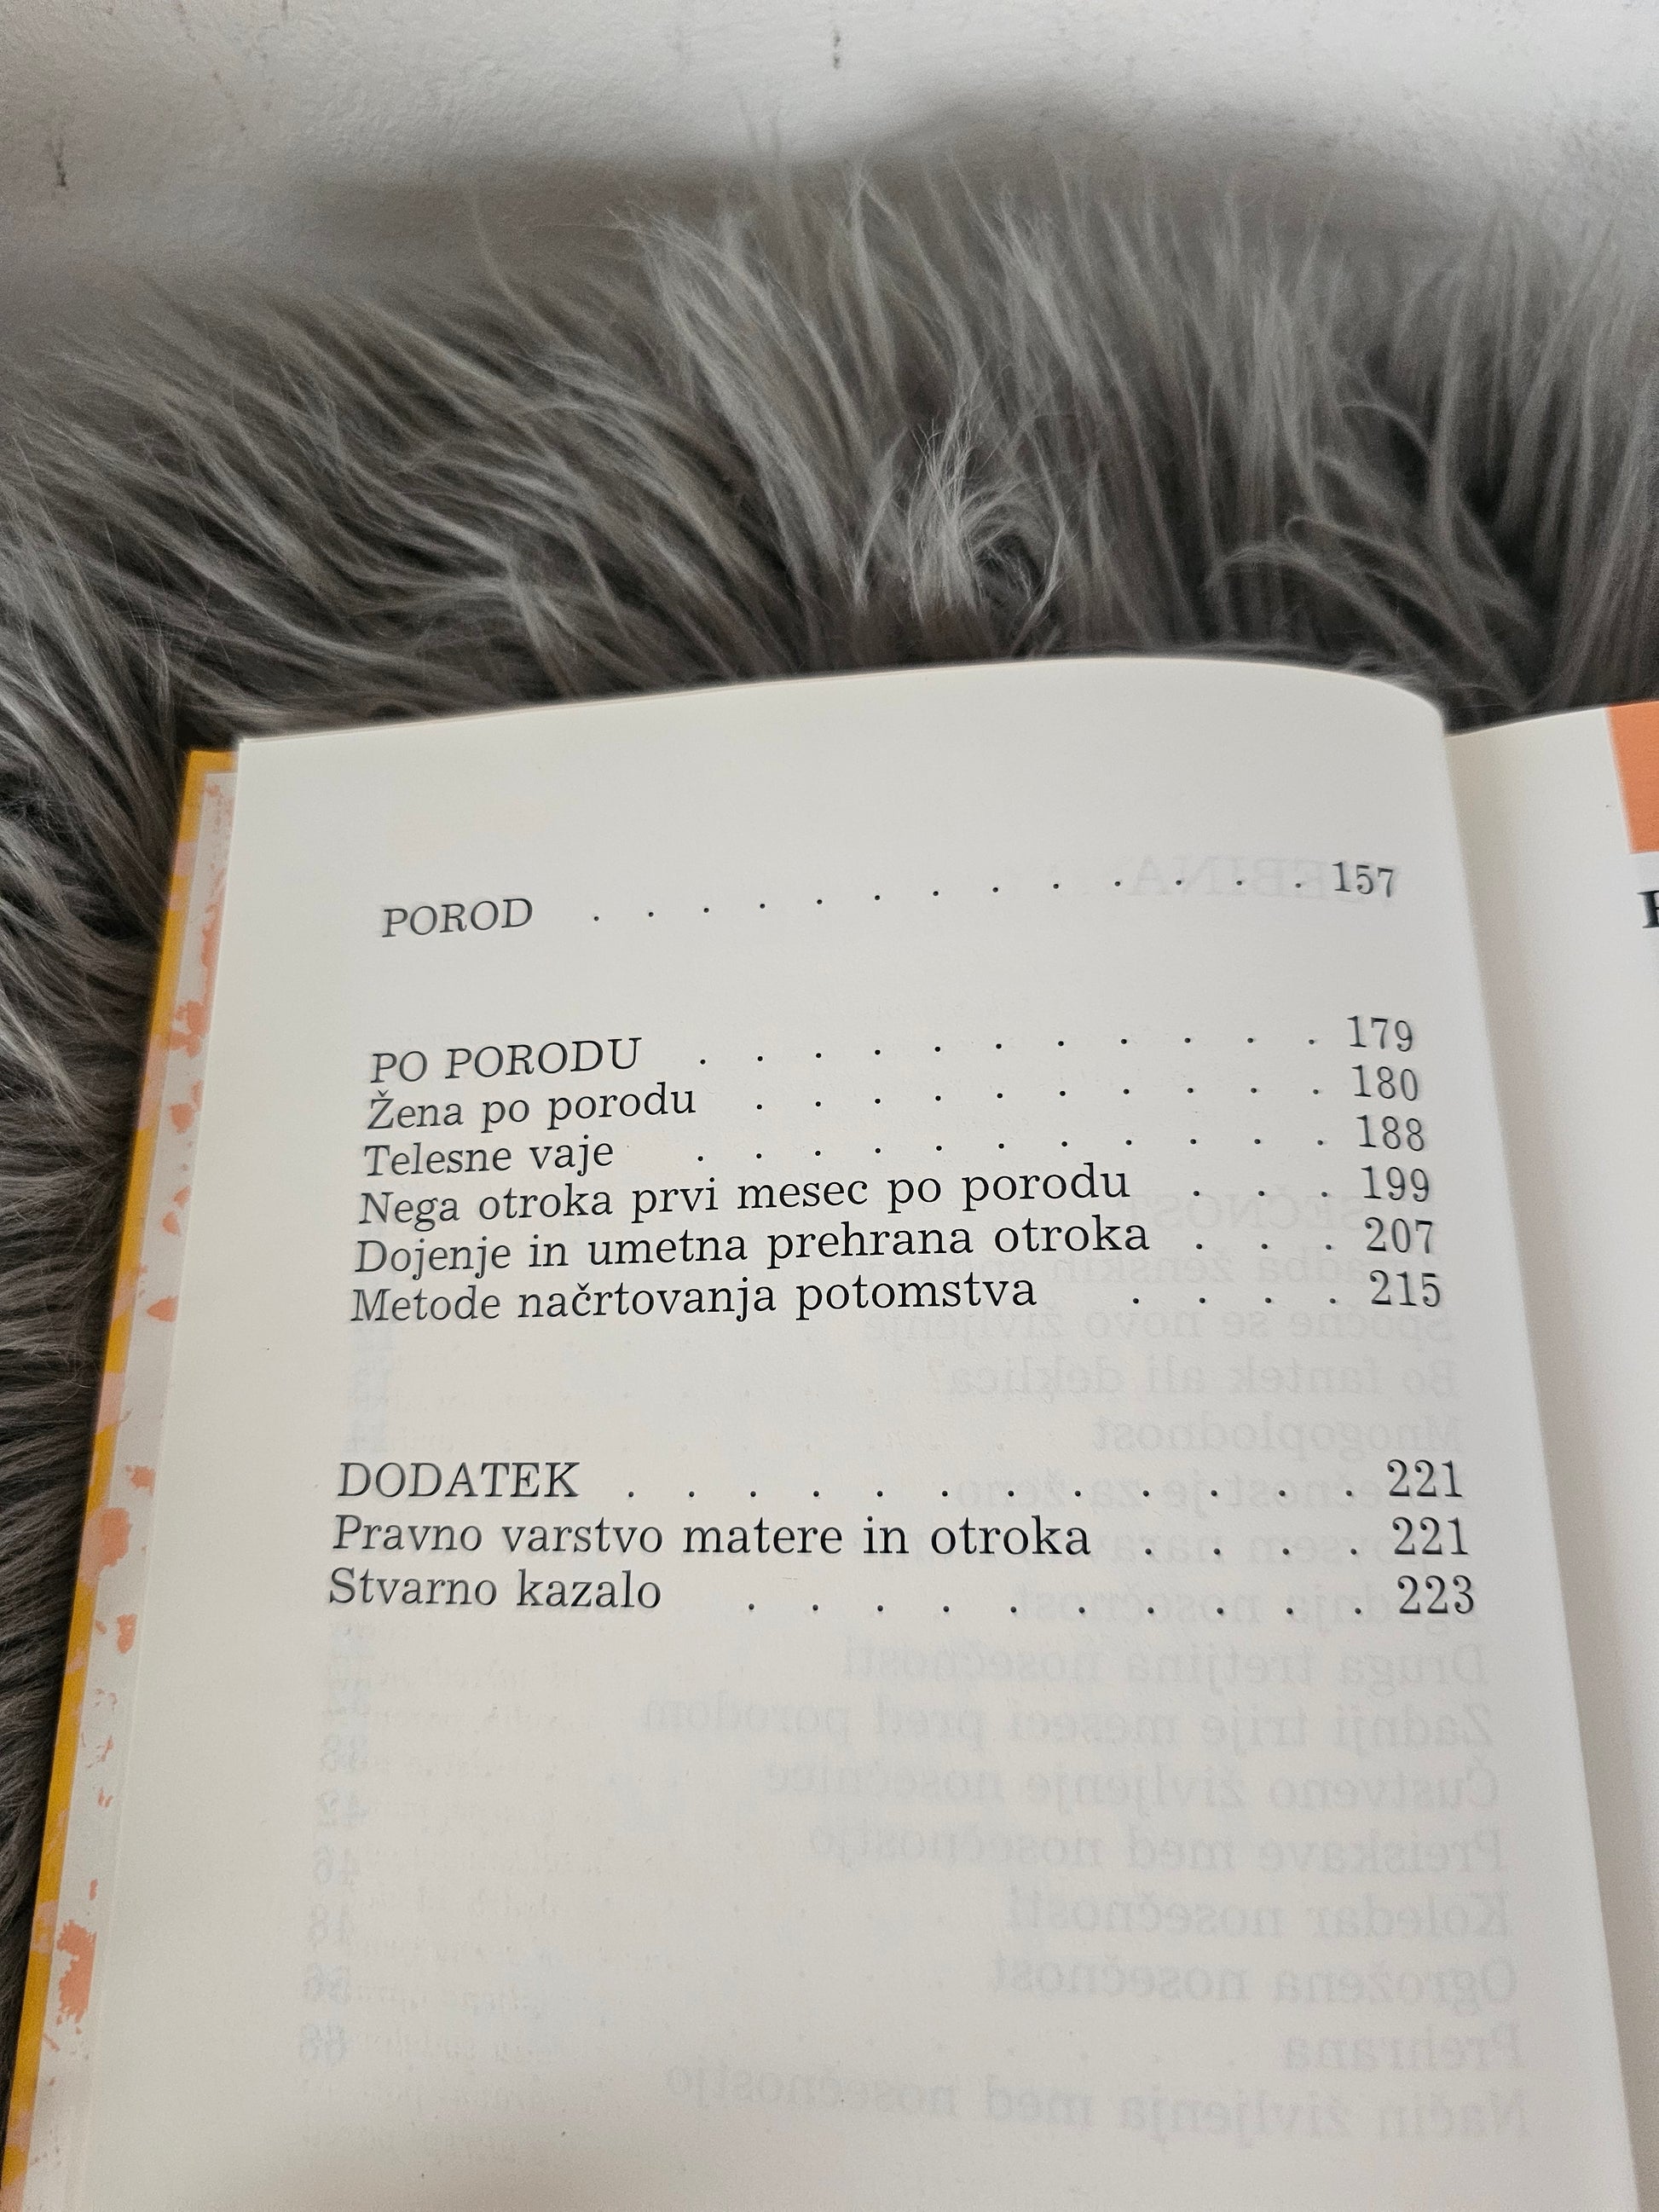 POROD . . . . . . . . . . . . . 157
PO PORODU . . . . . . . . . . . 179
Žena po porodu . . . . . . . . . . 180
Telesne vaje . . . . . . . . . . . 188
Nega otroka prvi mesec po porodu . . . 199
Dojenje in umetna prehrana otroka . . . 207
Metode načrtovanja potomstva . . . . 215
DODATEK . . . . . . . . . . . . 221
Pravno varstvo matere in otroka . . . . 221
Stvarno kazalo . . . . . . . . . . 223